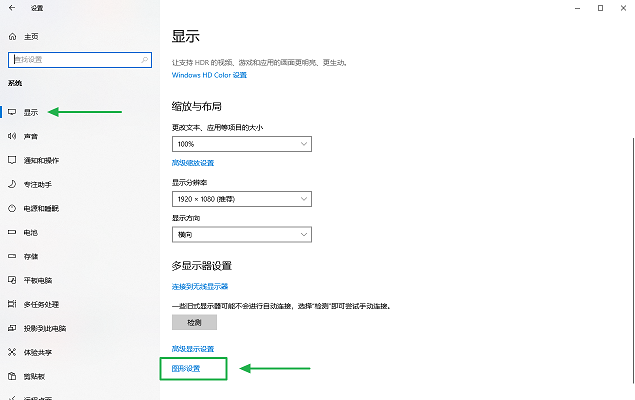 设置
主页
查找设置
系统
显示
声音
通知和操作
专注助手
电源和睡眠
电池
存储
平板电脑
多任务处理
投影到此电脑
体验共享
剪贴板
远程桌面
显示
让支持 HDR 的视频、游戏和应用的画面更明亮、更生动。
Windows HD Color 设置
缩放与布局
更改文本、应用等项目的大小
100%
高级缩放设置
显示分辨率
1920 × 1080 (推荐)
显示方向
横向
多显示器设置
连接到无线显示器
一些旧式显示器可能不会进行自动连接，选择"检测"即可尝试手动连接。
检测
高级显示设置
图形设置